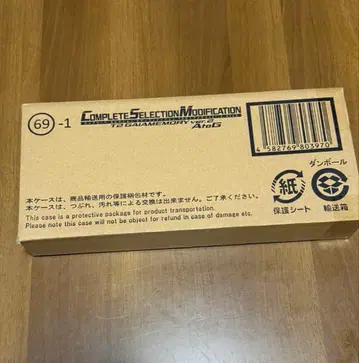 69-1
COMPLETE SELECTION MODIFICATION
T2 GAIAMEMORY ver.2
AtoG
4 582769 803970
ダンボール
本ケースは、商品輸送用の保護梱包材です。
本ケースは、つぶれ、汚れ等による交換は出来ません。ご了承ください。
This case is a protective package for product transportation.
Please note this case will not be object for refund in case of damage etc.
紙
保護シート
輸送箱